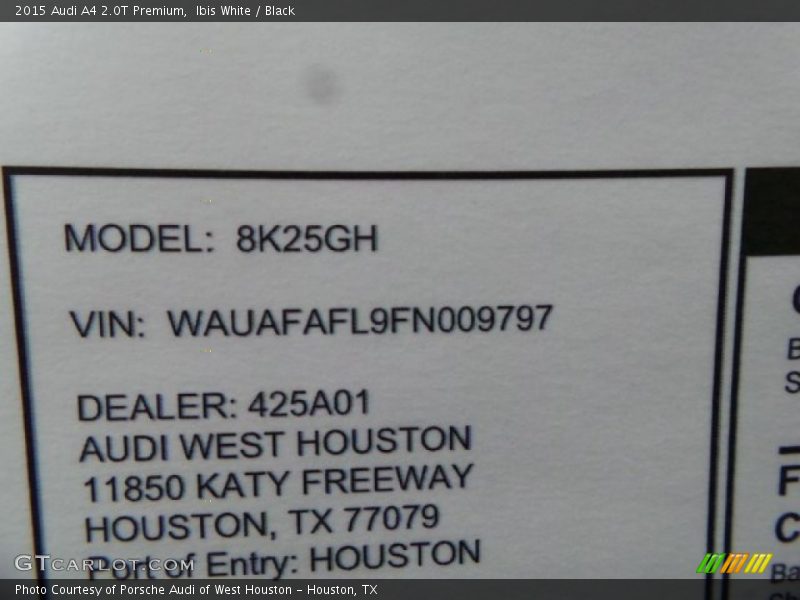 2015 Audi A4 2.0T Premium, Ibis White / Black
MODEL: 8K25GH
VIN: WAUAFAFL9FN009797
DEALER: 425A01
AUDI WEST HOUSTON
11850 KATY FREEWAY
HOUSTON, TX 77079
Port of Entry: HOUSTON
GTCARLOT.COM
Photo Courtesy of Porsche Audi of West Houston – Houston, TX